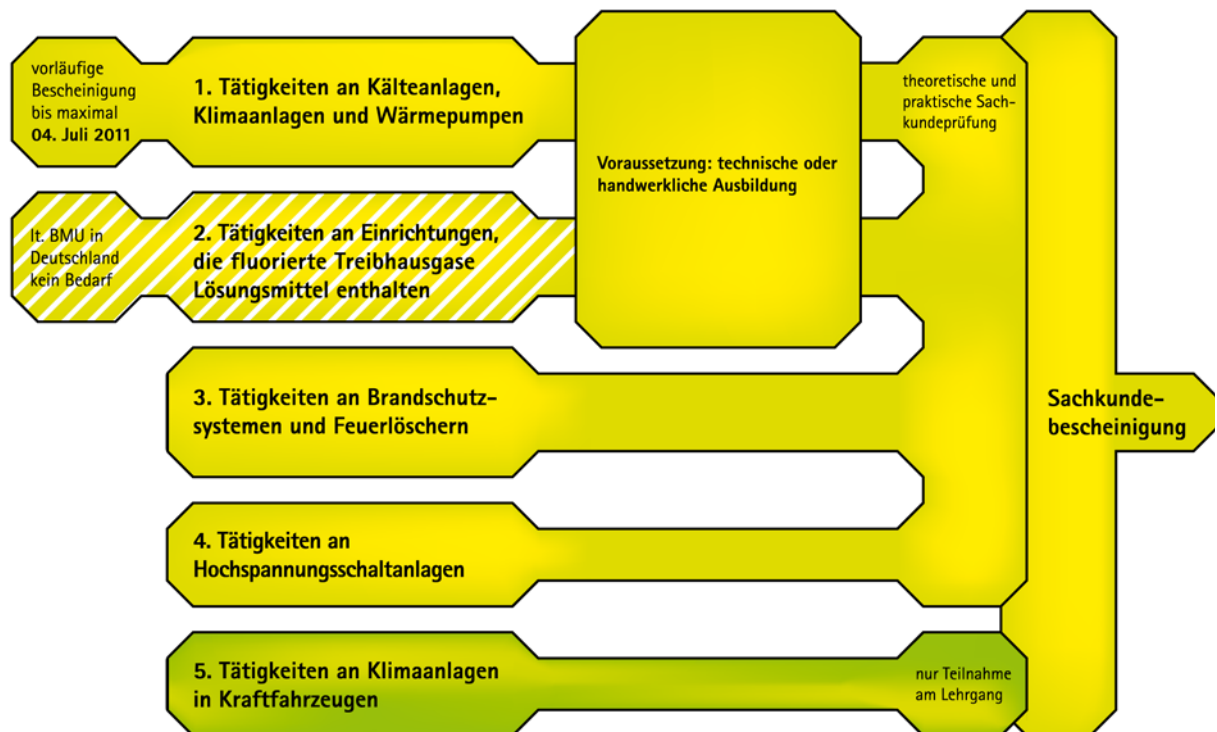 vorläufige
Bescheinigung
bis maximal
04. Juli 2011
1. Tätigkeiten an Kälteanlagen,
Klimaanlagen und Wärmepumpen
Voraussetzung: technische oder
handwerkliche Ausbildung
theoretische und
praktische Sach-
kundeprüfung
lt. BMU in
Deutschland
kein Bedarf
2. Tätigkeiten an Einrichtungen,
die fluorierte Treibhausgase
Lösungsmittel enthalten
3. Tätigkeiten an Brandschutz-
systemen und Feuerlöschern
Sachkunde-
bescheinigung
4. Tätigkeiten an
Hochspannungsschaltanlagen
5. Tätigkeiten an Klimaanlagen
in Kraftfahrzeugen
nur Teilnahme
am Lehrgang